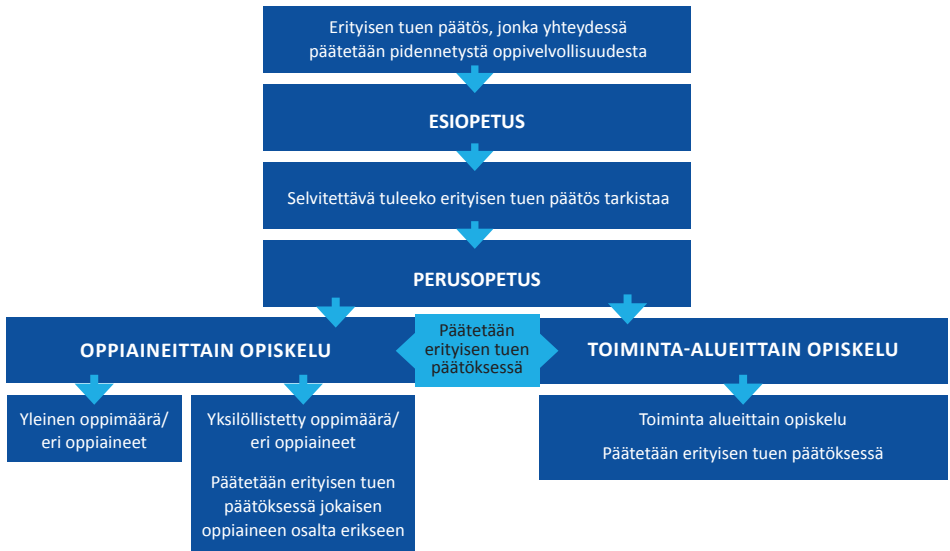 Erityisen tuen päätös, jonka yhteydessä
päätetään pidennetystä oppivelvollisuudesta
ESIOPETUS
Selvitettävä tuleeko erityisen tuen päätös tarkistaa
PERUSOPETUS
OPPIAINEITTAIN OPISKELU
Päätetään
erityisen tuen
päätöksessä
TOIMINTA-ALUEITTAIN OPISKELU
Yleinen oppimäärä/
eri oppiaineet
Yksilöllistetty oppimäärä/
eri oppiaineet
Päätetään erityisen tuen
päätöksessä jokaisen
oppiaineen osalta erikseen
Toiminta alueittain opiskelu
Päätetään erityisen tuen päätöksessä